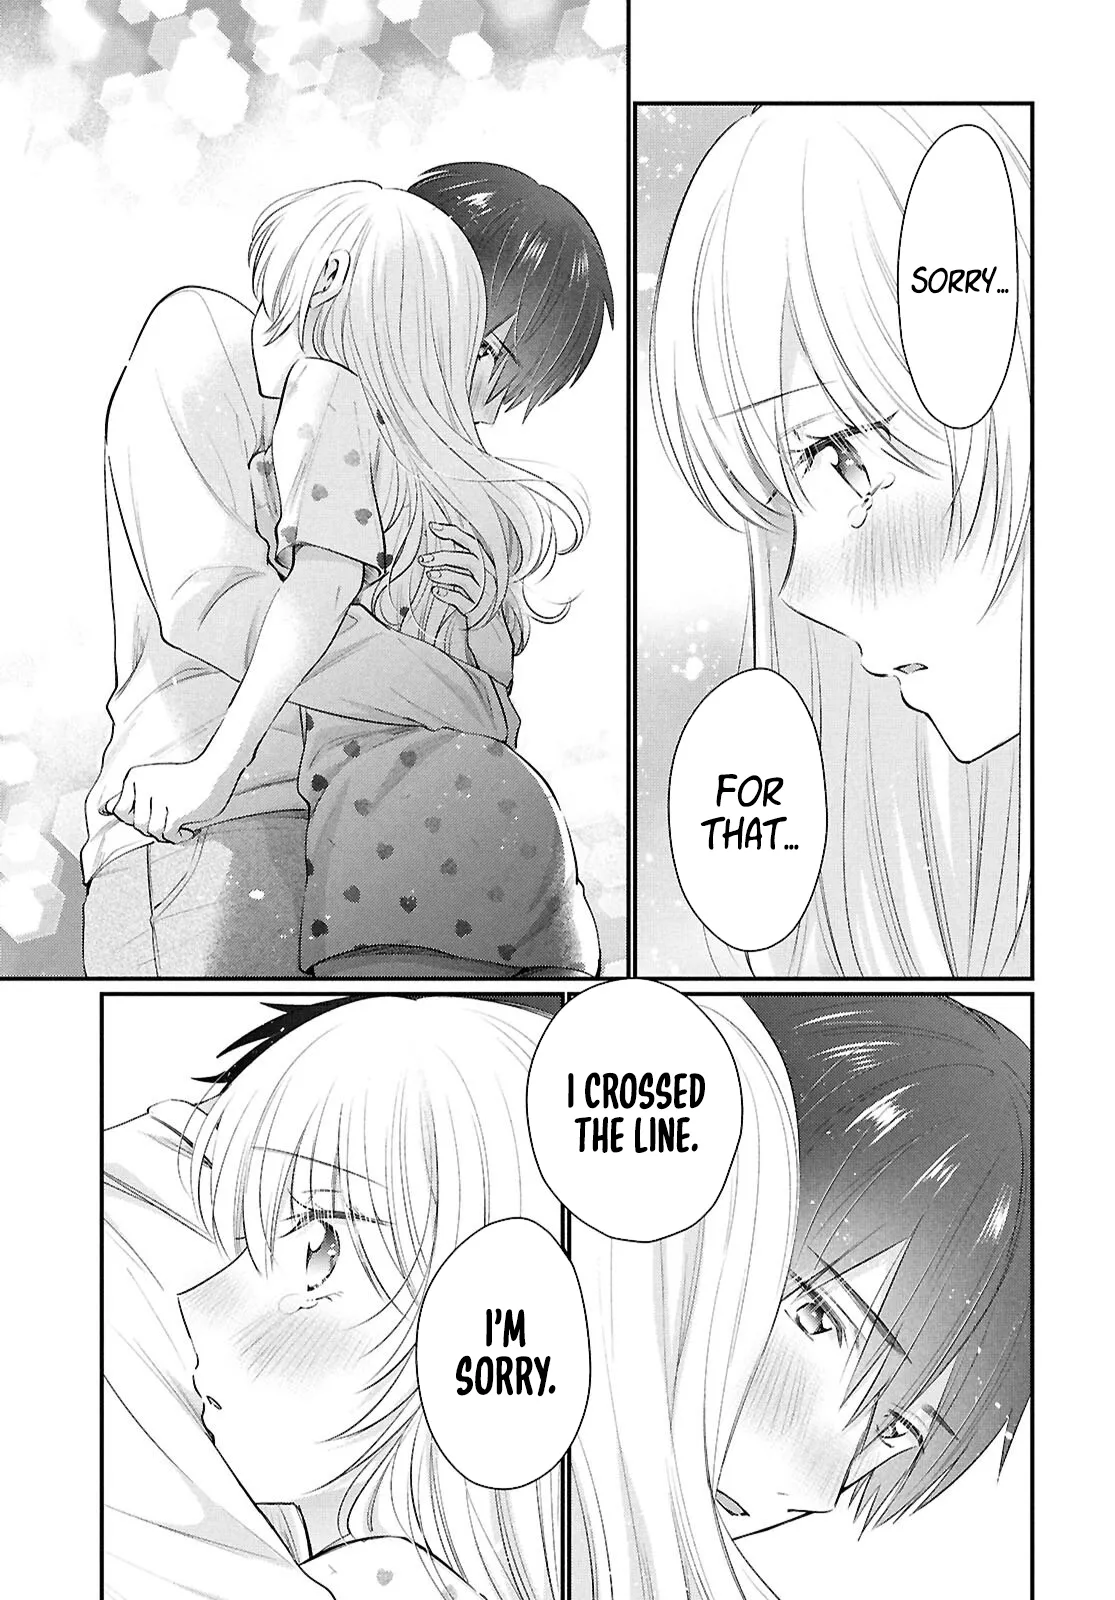 SORRY...
FOR
THAT...
I CROSSED
THE LINE.
I'M
SORRY.